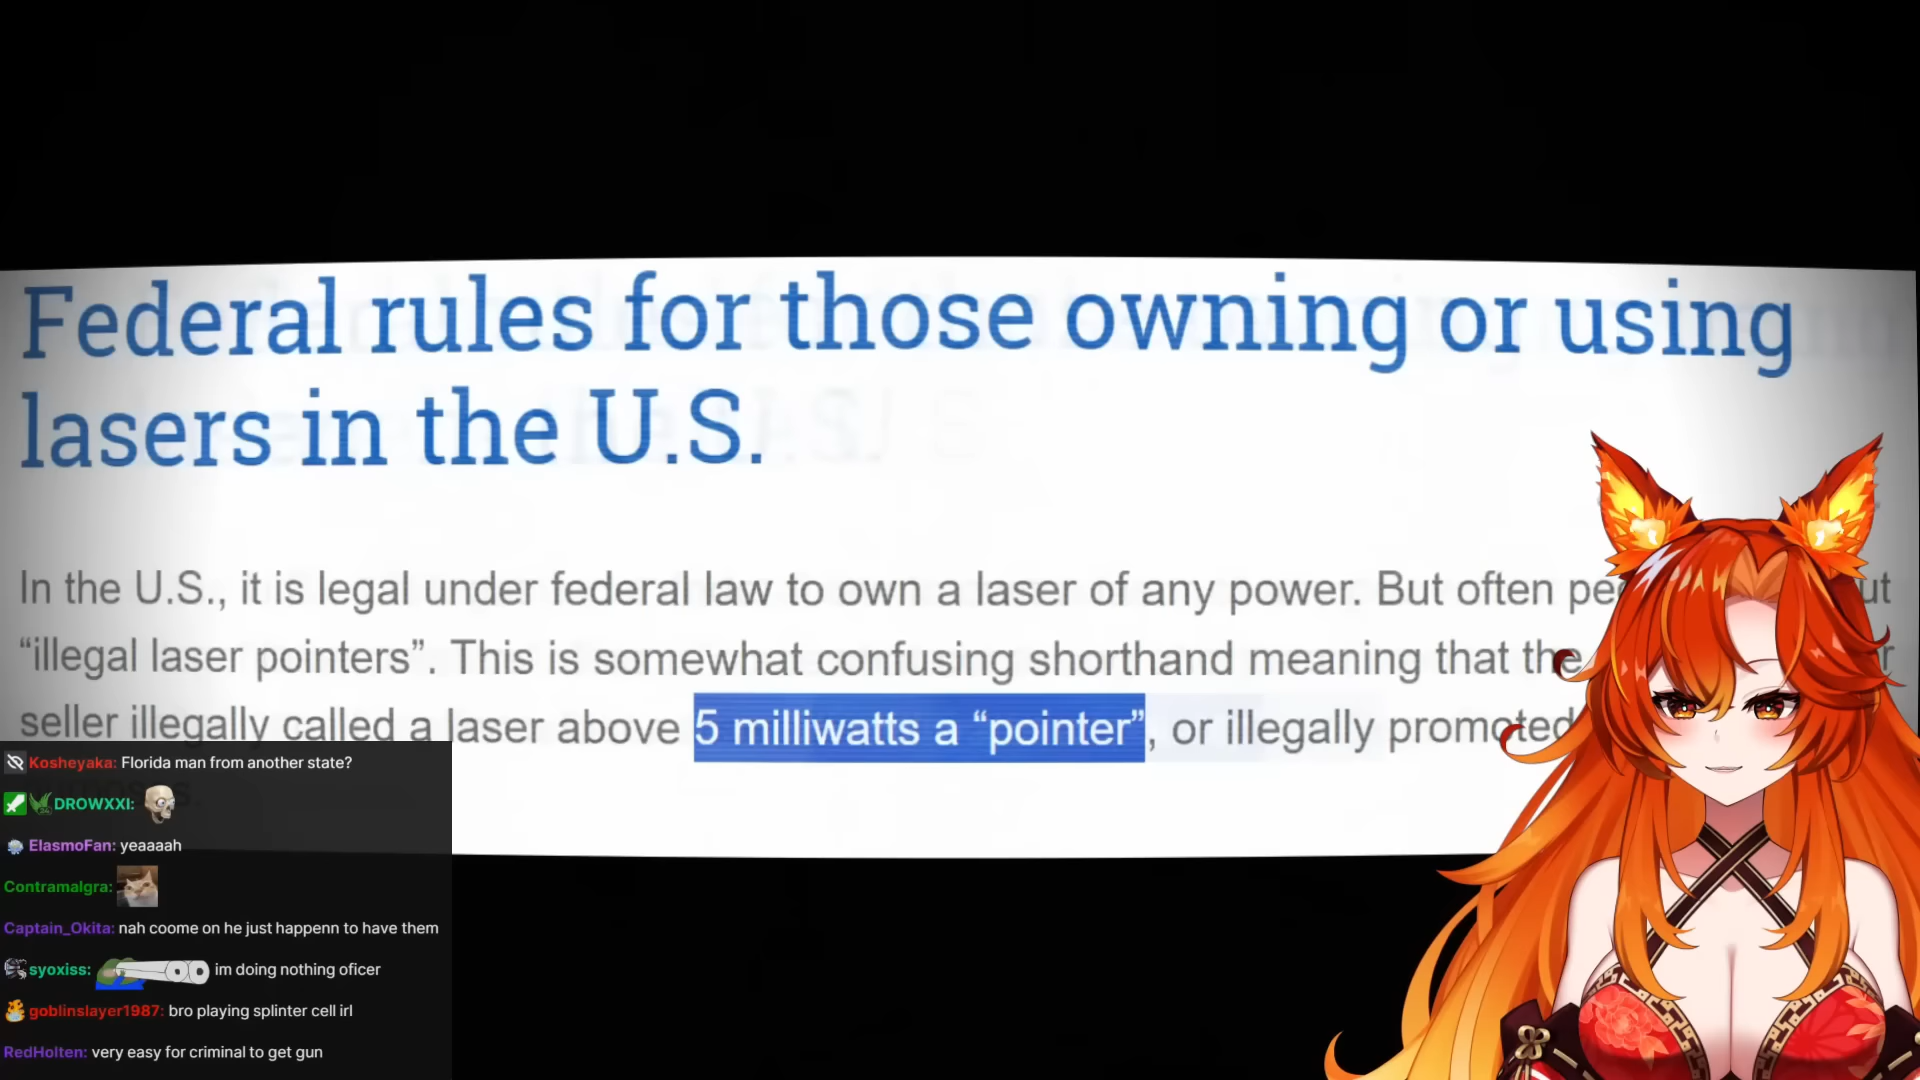 Federal rules for those owning or using
lasers in the U.S.
In the U.S., it is legal under federal law to own a laser of any power. But often
“illegal laser pointers”. This is somewhat confusing shorthand meaning that the
seller illegally called a laser above 5 milliwatts a “pointer”, or illegally promoted
Kosheyaka: Florida man from another state?
DROWXXI:
ElasmoFan: yeaaaah
Contramalgra:
Captain_Okita: nah coome on he just happenn to have them
syoxiss: im doing nothing oficer
goblinslayer1987: bro playing splinter cell irl
RedHolten: very easy for criminal to get gun